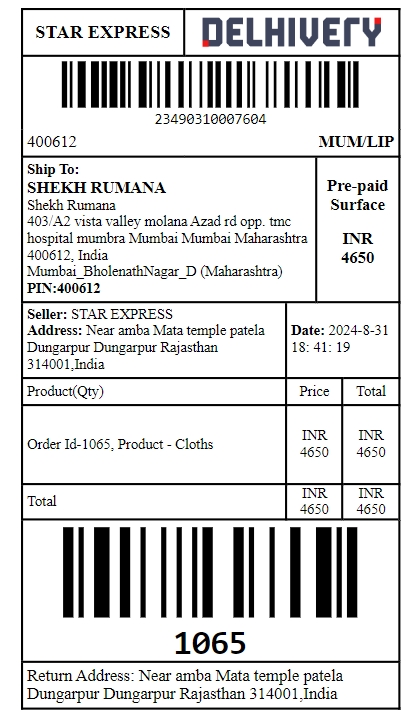 STAR EXPRESS
DELHIVERY
23490310007604
400612 MUM/LIP
Ship To:
SHEKH RUMANA
Shekh Rumana
403/A2 vista valley molana Azad rd opp. tmc
hospital mumbra Mumbai Mumbai Maharashtra
400612, India
Mumbai_BholenathNagar_D (Maharashtra)
PIN:400612
Pre-paid
Surface
INR
4650
Seller: STAR EXPRESS
Address: Near amba Mata temple patela
Dungarpur Dungarpur Rajasthan
314001,India
Date: 2024-8-31
18: 41: 19
Product(Qty) Price Total
Order Id-1065, Product - Cloths
INR
4650
INR
4650
Total
INR
4650
INR
4650
1065
Return Address: Near amba Mata temple patela
Dungarpur Dungarpur Rajasthan 314001,India